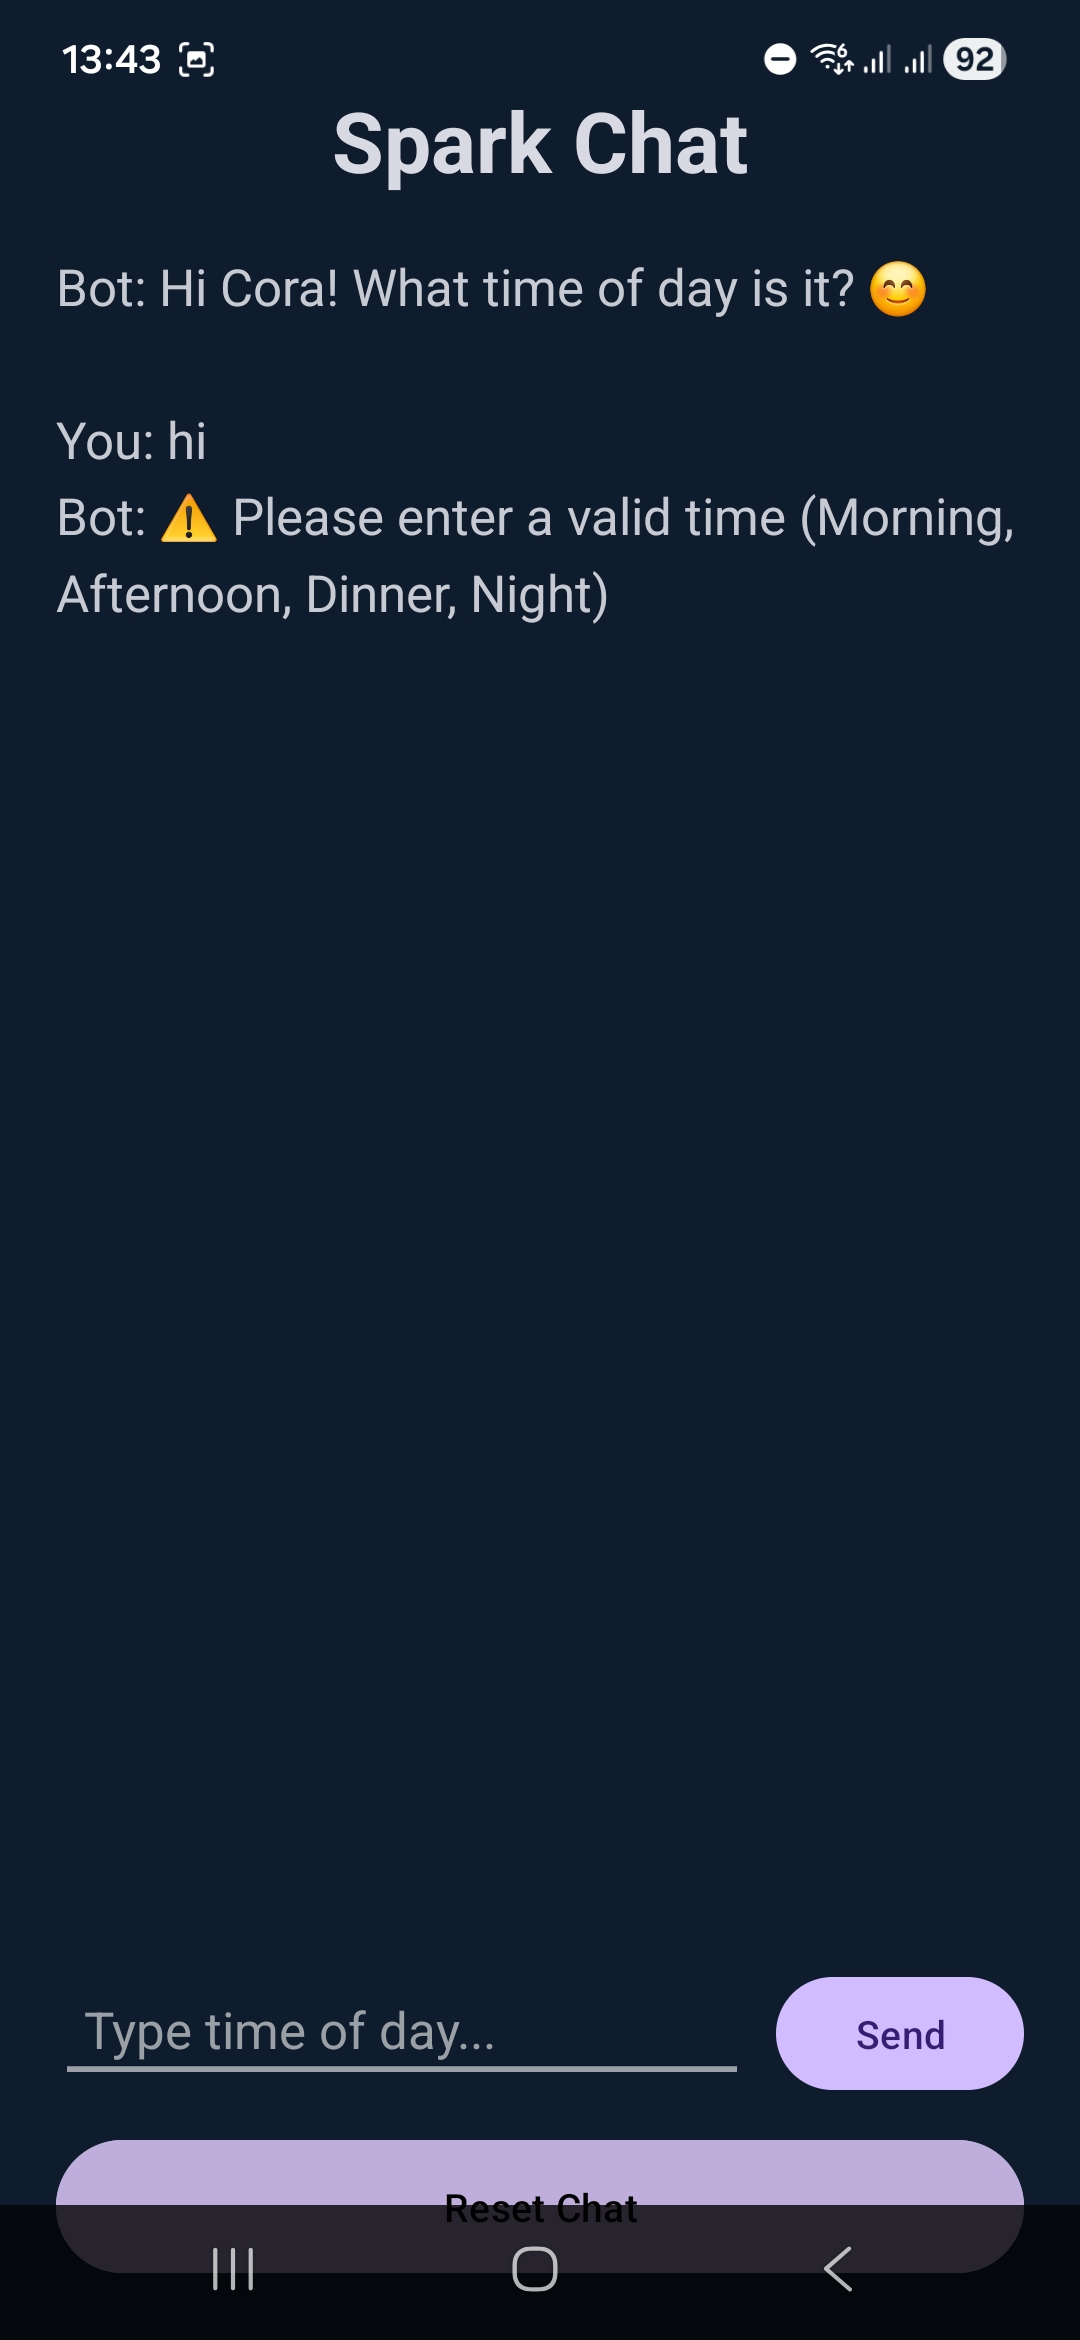 13:43 6 92
Spark Chat
Bot: Hi Cora! What time of day is it? 😊
You: hi
Bot: ⚠️ Please enter a valid time (Morning,
Afternoon, Dinner, Night)
Type time of day...
Send
Reset Chat